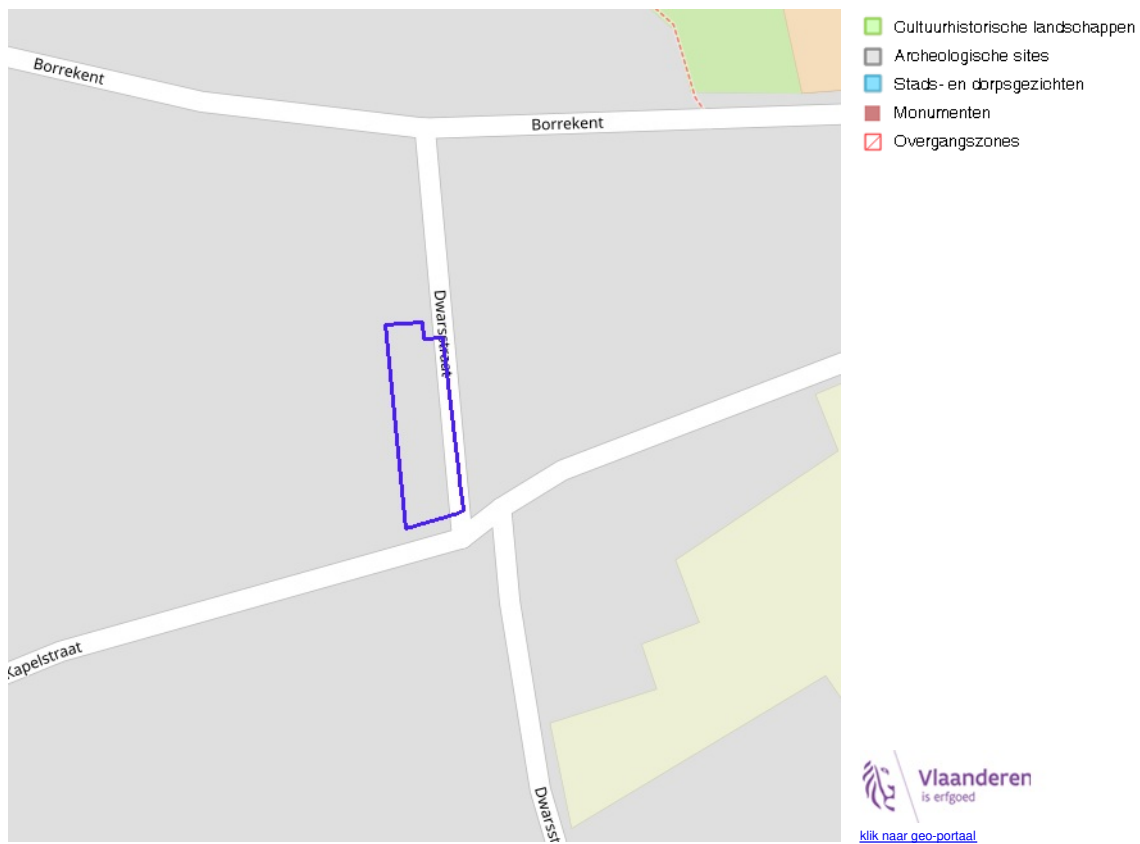 Borrekent
Borrekent
Dwarsstraat
Kapelstraat
Dwarsst
Cultuurhistorische landschappen
Archeologische sites
Stads- en dorpsgezichten
Monumenten
Overgangszones
Vlaanderen
is erfgoed
klik naar geo-portaal